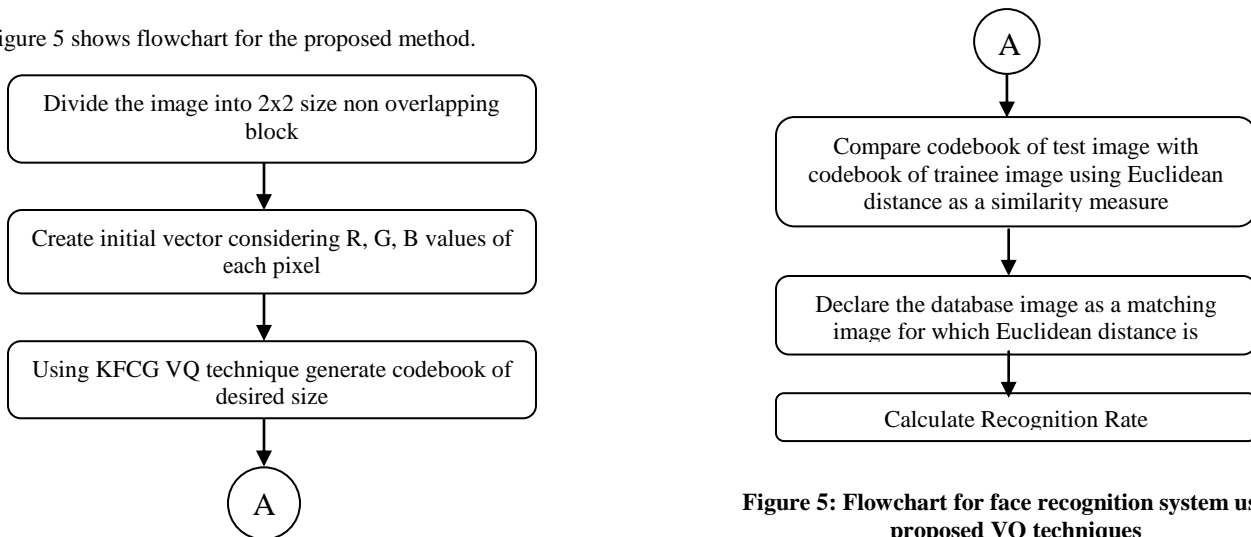 igure 5 shows flowchart for the proposed method.
Divide the image into 2x2 size non overlapping
block
Create initial vector considering R, G, B values of
each pixel
Using KFCG VQ technique generate codebook of
desired size
A
A
Compare codebook of test image with
codebook of trainee image using Euclidean
distance as a similarity measure
Declare the database image as a matching
image for which Euclidean distance is
Calculate Recognition Rate
Figure 5: Flowchart for face recognition system us
proposed VQ techniques